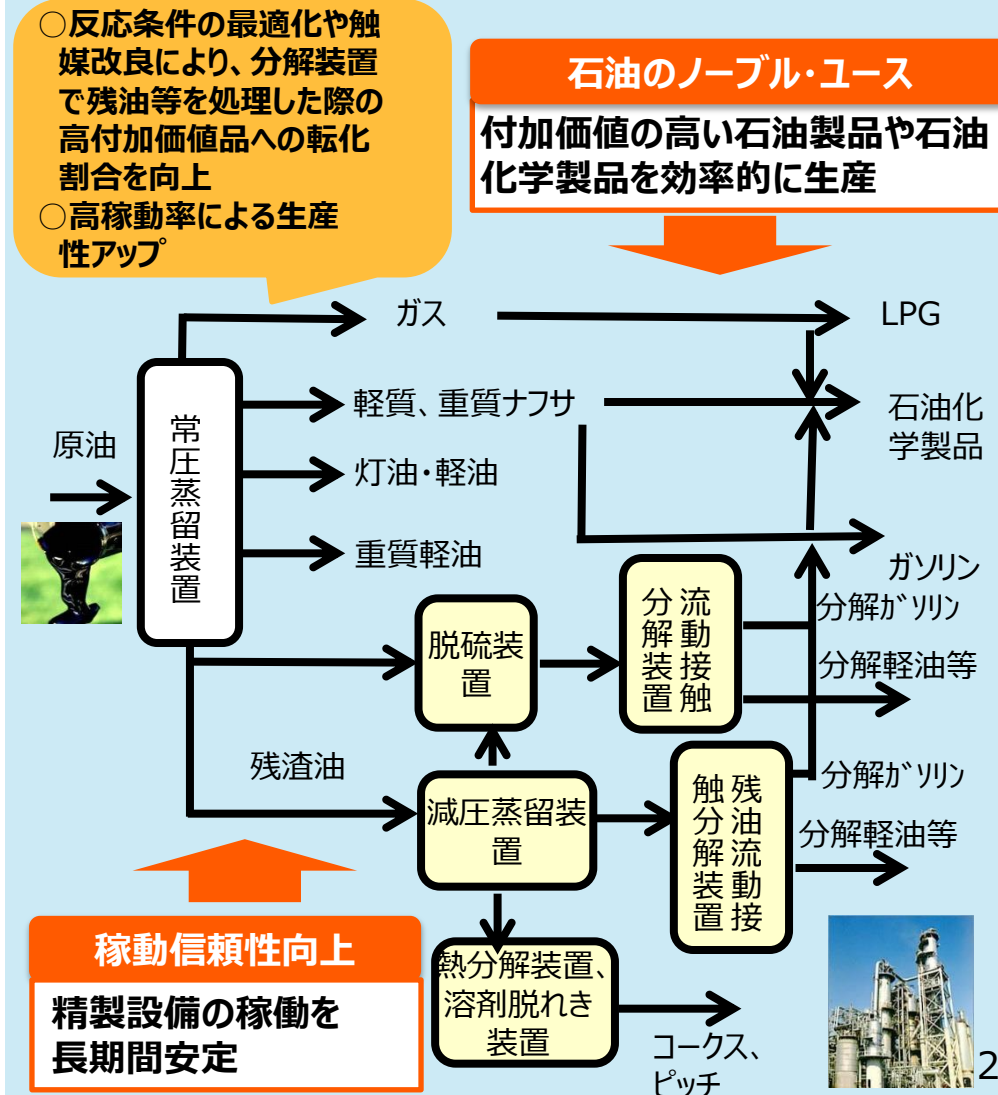 ○反応条件の最適化や触
媒改良により、分解装置
で残油等を処理した際の
高付加価値品への転化
割合を向上
○高稼動率による生産
性アップ
石油のノーブル・ユース
付加価値の高い石油製品や石油
化学製品を効率的に生産
ガス
LPG
軽質、重質ナフサ
石油化
学製品
原油
常圧蒸留装置
灯油・軽油
重質軽油
ガソリン
分解ｶﾞソリン
流動接触
分解装置
脱硫装
置
分解軽油等
残渣油
減圧蒸留装
置
残油流動接
触分解装置
分解ｶﾞソリン
分解軽油等
稼動信頼性向上
精製設備の稼働を
長期間安定
熱分解装置、
溶剤脱れき
装置
コークス、
ピッチ
2